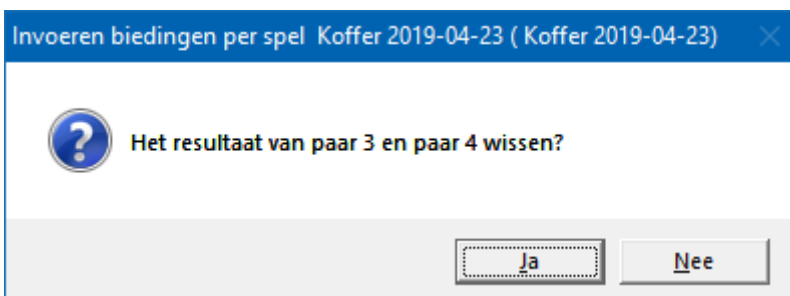 Invoeren biedingen per spel Koffer 2019-04-23 ( Koffer 2019-04-23)
Het resultaat van paar 3 en paar 4 wissen?
Ja Nee